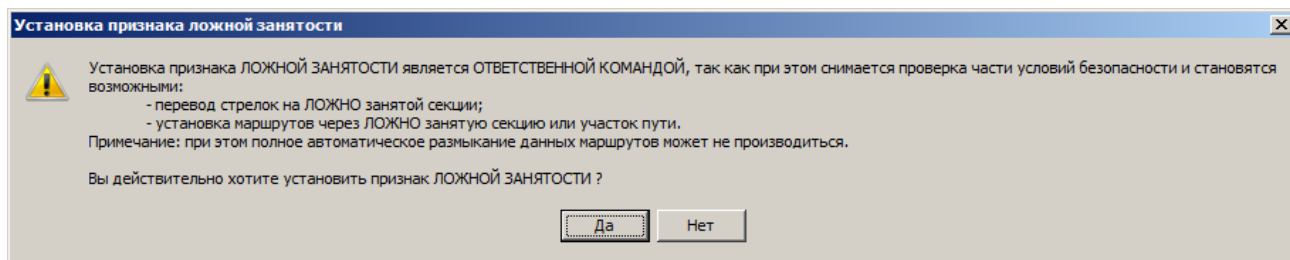 Установка признака ложной занятости
Установка признака ЛОЖНОЙ ЗАНЯТОСТИ является ОТВЕТСТВЕННОЙ КОМАНДОЙ, так как при этом снимается проверка части условий безопасности и становятся
возможными:
- перевод стрелок на ЛОЖНО занятой секции;
- установка маршрутов через ЛОЖНО занятую секцию или участок пути.
Примечание: при этом полное автоматическое размыкание данных маршрутов может не производиться.
Вы действительно хотите установить признак ЛОЖНОЙ ЗАНЯТОСТИ ?
Да
Нет